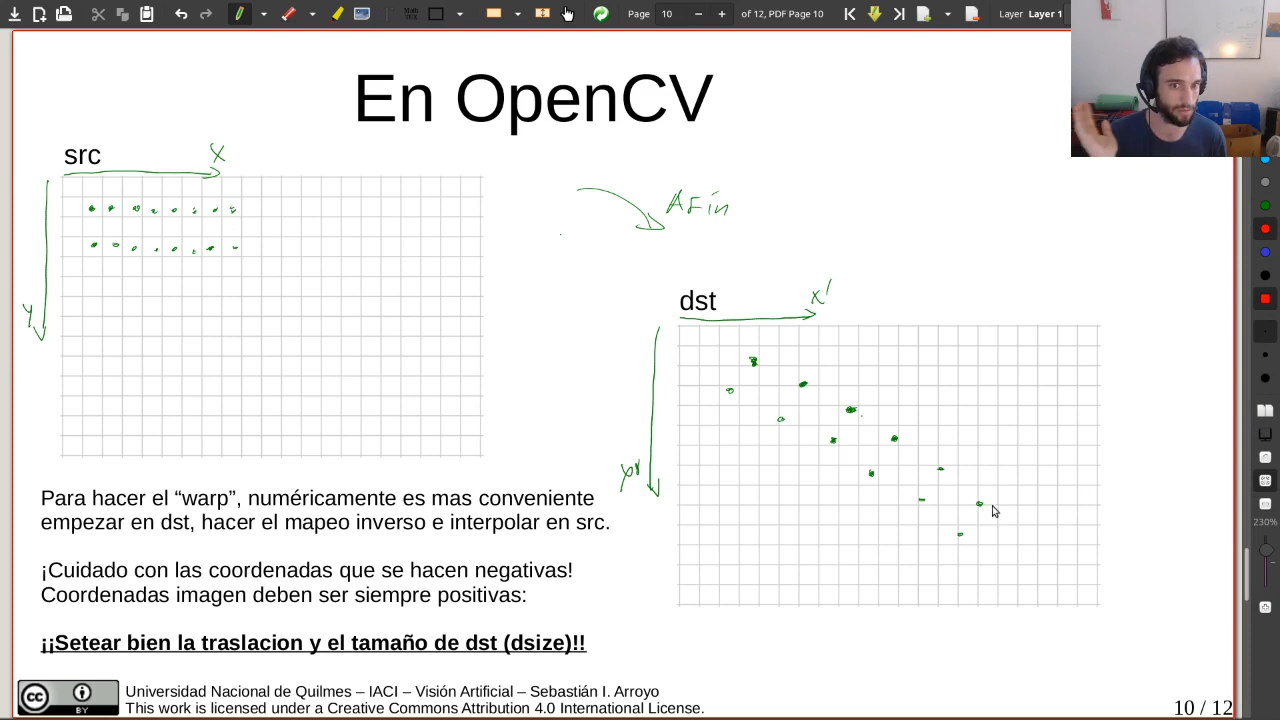 Page 10 of 12, PDF Page 10 Layer Layer 1
En OpenCV
src
X
y
AFin
dst
X'
230%
Para hacer el “warp”, numéricamente es mas conveniente
empezar en dst, hacer el mapeo inverso e interpolar en src.
¡Cuidado con las coordenadas que se hacen negativas!
Coordenadas imagen deben ser siempre positivas:
¡¡Setear bien la traslacion y el tamaño de dst (dsize)!!
cc BY
Universidad Nacional de Quilmes – IACI – Visión Artificial – Sebastián I. Arroyo
This work is licensed under a Creative Commons Attribution 4.0 International License.
10 / 12